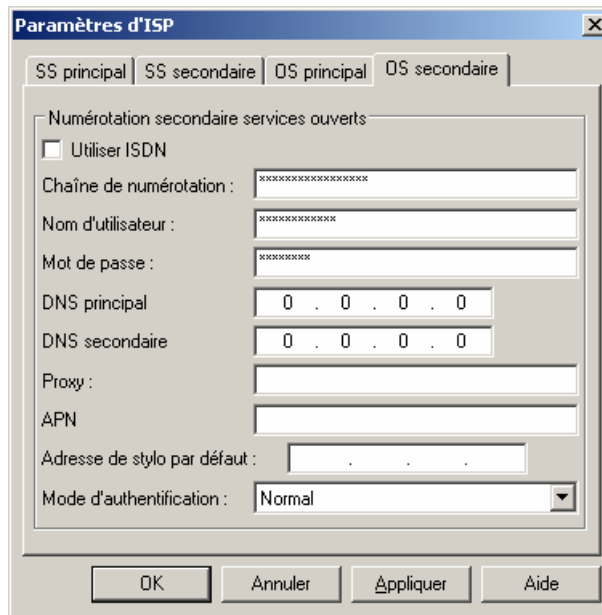 Paramètres d'ISP
SS principal SS secondaire OS principal OS secondaire
Numérotation secondaire services ouverts
Utiliser ISDN
Chaîne de numérotation : *****************
Nom d'utilisateur : ************
Mot de passe : ********
DNS principal 0 . 0 . 0 . 0
DNS secondaire 0 . 0 . 0 . 0
Proxy :
APN
Adresse de stylo par défaut : . . .
Mode d'authentification : Normal
OK Annuler Appliquer Aide